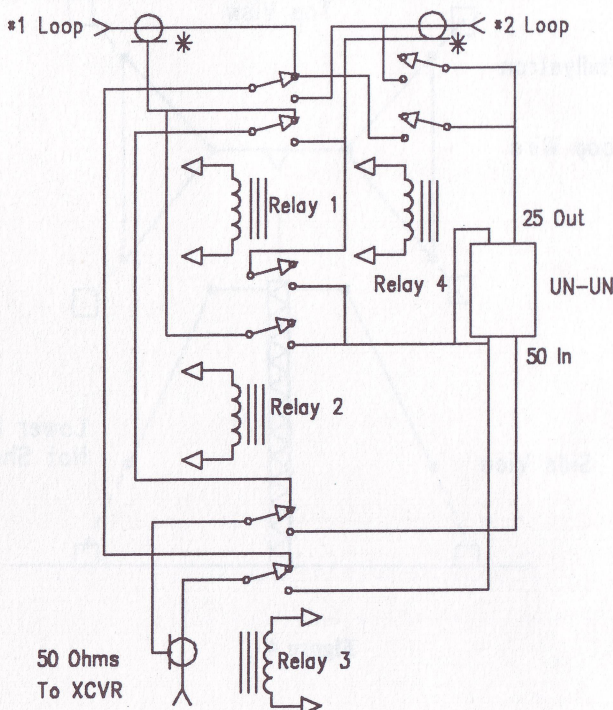 *1 Loop
*
*2 Loop
*
Relay 1
Relay 4
25 Out
UN-UN
50 In
Relay 2
50 Ohms
To XCVR
Relay 3